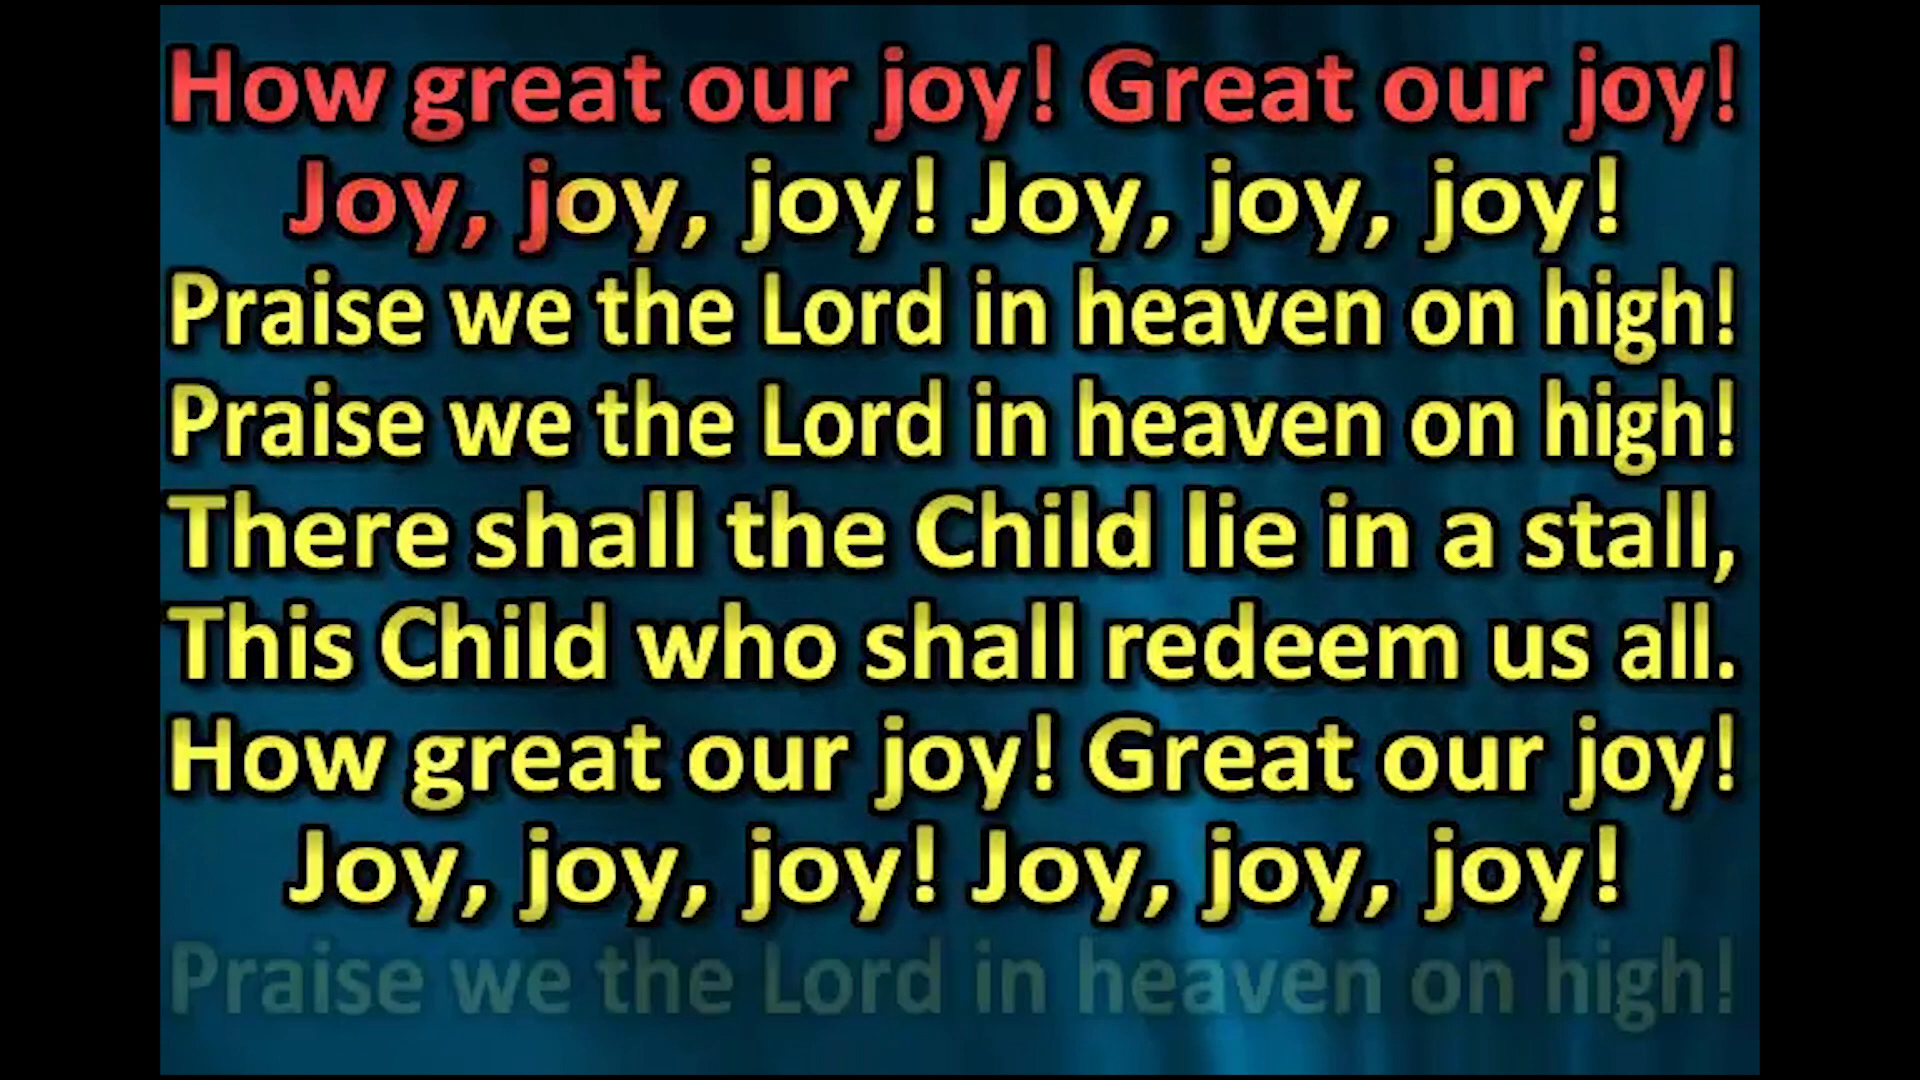 How great our joy! Great our joy!
Joy, joy, joy! Joy, joy, joy!
Praise we the Lord in heaven on high!
Praise we the Lord in heaven on high!
There shall the Child lie in a stall,
This Child who shall redeem us all.
How great our joy! Great our joy!
Joy, joy, joy! Joy, joy, joy!
Praise we the Lord in heaven on high!